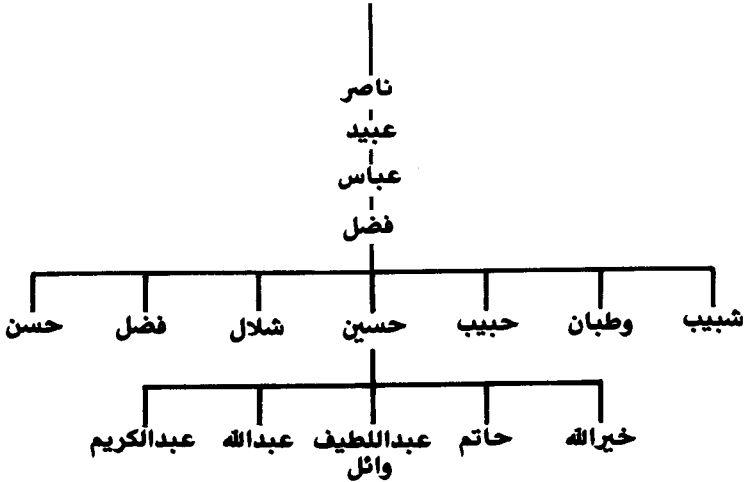 ناصر
عبيد
عباس
فضل
شبيب وطبان حبيب حسين شلال فضل حسن
خيرالله حاتم عبداللطيف عبدالله عبدالكريم
وائل